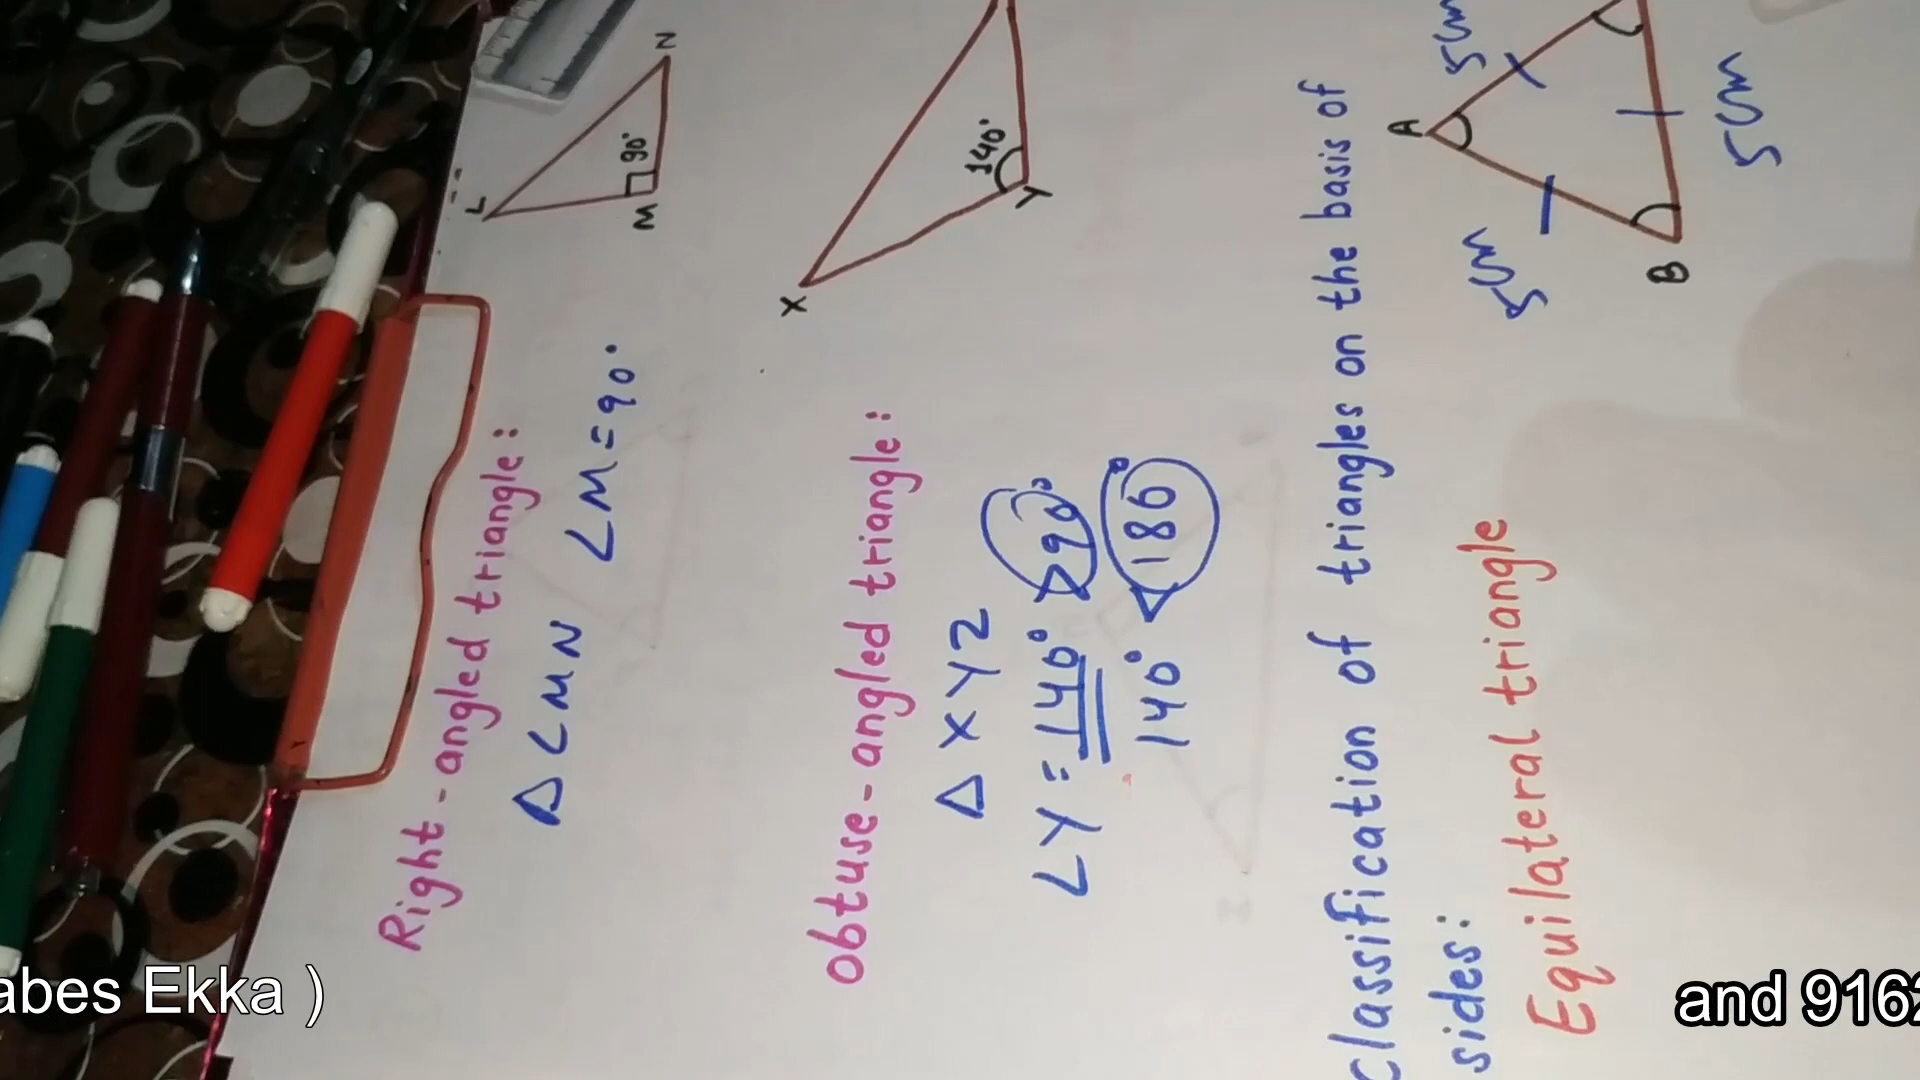 Right-angled triangle:
Δ LMN ∠M=90°
L
M
N
90°
Obtuse-angled triangle:
Δ XYZ
∠Y = 140° > 90°
140° < 180°
X
Y
140°
Classification of triangles on the basis of
sides:
Equilateral triangle
A
B
5cm
5cm
5cm
abes Ekka )
and 9162